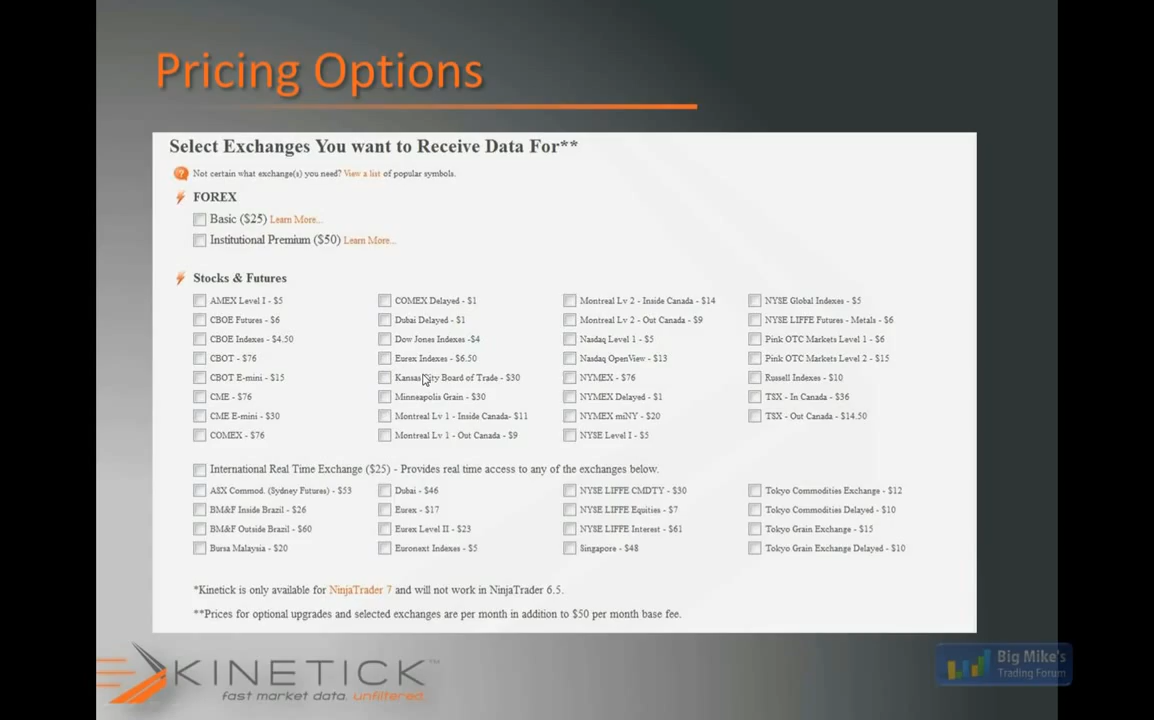 Pricing Options
Select Exchanges You want to Receive Data For**
Not certain what exchange(s) you need? View a list of popular symbols.
FOREX
Basic ($25) Learn More...
Institutional Premium ($50) Learn More...
Stocks & Futures
AMEX Level I - $5
CBOE Futures - $6
CBOE Indexes - $4.50
CBOT - $76
CBOT E-mini - $15
CME - $76
CME E-mini - $30
COMEX - $76
COMEX Delayed - $1
Dubai Delayed - $1
Dow Jones Indexes -$4
Eurex Indexes - $6.50
Kansas City Board of Trade - $30
Minneapolis Grain - $30
Montreal Lv 1 - Inside Canada- $11
Montreal Lv 1 - Out Canada - $9
Montreal Lv 2 - Inside Canada - $14
Montreal Lv 2 - Out Canada - $9
Nasdaq Level 1 - $5
Nasdaq OpenView - $13
NYMEX - $76
NYMEX Delayed - $1
NYMEX miNY - $20
NYSE Level I - $5
NYSE Global Indexes - $5
NYSE LIFFE Futures - Metals - $6
Pink OTC Markets Level 1 - $6
Pink OTC Markets Level 2 - $15
Russell Indexes - $10
TSX - In Canada - $36
TSX - Out Canada - $14.50
International Real Time Exchange ($25) - Provides real time access to any of the exchanges below.
ASX Commod. (Sydney Futures) - $53
BM&F Inside Brazil - $26
BM&F Outside Brazil - $60
Bursa Malaysia - $20
Dubai - $46
Eurex - $17
Eurex Level II - $23
Euronext Indexes - $5
NYSE LIFFE CMDTY - $30
NYSE LIFFE Equities - $7
NYSE LIFFE Interest - $61
Singapore - $48
Tokyo Commodities Exchange - $12
Tokyo Commodities Delayed - $10
Tokyo Grain Exchange - $15
Tokyo Grain Exchange Delayed - $10
*Kinetick is only available for NinjaTrader 7 and will not work in NinjaTrader 6.5.
**Prices for optional upgrades and selected exchanges are per month in addition to $50 per month base fee.
KINETICK™
fast market data. unfiltered.
Big Mike's
Trading Forum